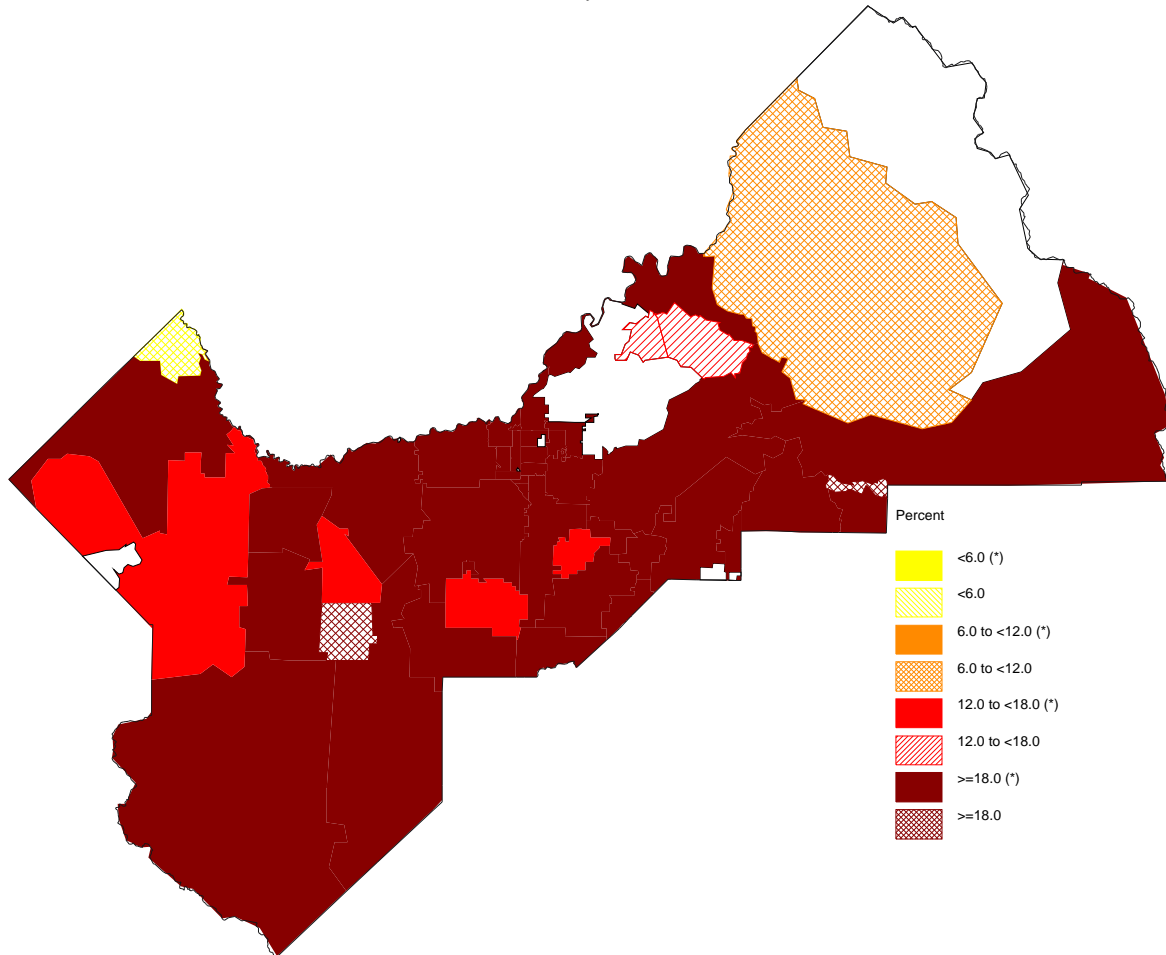 Percent
<6.0 (*)
<6.0
6.0 to <12.0 (*)
6.0 to <12.0
12.0 to <18.0 (*)
12.0 to <18.0
>=18.0 (*)
>=18.0